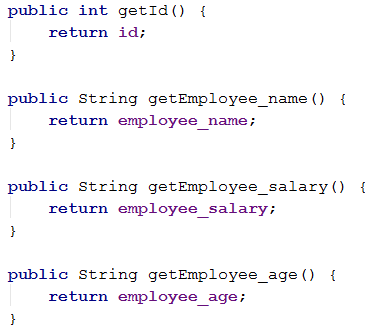 public int getId() {
return id;
}
public String getEmployee_name() {
return employee_name;
}
public String getEmployee_salary() {
return employee_salary;
}
public String getEmployee_age() {
return employee_age;
}